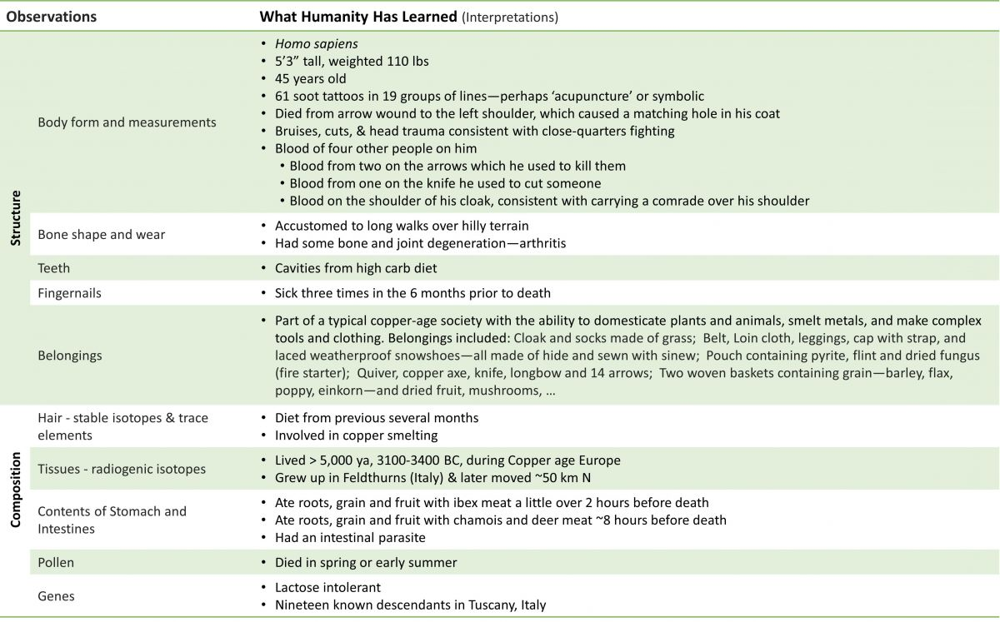 Observations What Humanity Has Learned (Interpretations)
Structure
Body form and measurements
• Homo sapiens
• 5’3” tall, weighted 110 lbs
• 45 years old
• 61 soot tattoos in 19 groups of lines—perhaps ‘acupuncture’ or symbolic
• Died from arrow wound to the left shoulder, which caused a matching hole in his coat
• Bruises, cuts, & head trauma consistent with close-quarters fighting
• Blood of four other people on him
• Blood from two on the arrows which he used to kill them
• Blood from one on the knife he used to cut someone
• Blood on the shoulder of his cloak, consistent with carrying a comrade over his shoulder
Bone shape and wear
• Accustomed to long walks over hilly terrain
• Had some bone and joint degeneration—arthritis
Teeth
• Cavities from high carb diet
Fingernails
• Sick three times in the 6 months prior to death
Belongings
• Part of a typical copper-age society with the ability to domesticate plants and animals, smelt metals, and make complex
tools and clothing. Belongings included: Cloak and socks made of grass;  Belt, Loin cloth, leggings, cap with strap, and
laced weatherproof snowshoes—all made of hide and sewn with sinew;  Pouch containing pyrite, flint and dried fungus
(fire starter);  Quiver, copper axe, knife, longbow and 14 arrows;  Two woven baskets containing grain—barley, flax,
poppy, einkorn—and dried fruit, mushrooms, …
Composition
Hair - stable isotopes & trace
elements
• Diet from previous several months
• Involved in copper smelting
Tissues - radiogenic isotopes
• Lived > 5,000 ya, 3100-3400 BC, during Copper age Europe
• Grew up in Feldthurns (Italy) & later moved ~50 km N
Contents of Stomach and
Intestines
• Ate roots, grain and fruit with ibex meat a little over 2 hours before death
• Ate roots, grain and fruit with chamois and deer meat ~8 hours before death
• Had an intestinal parasite
Pollen
• Died in spring or early summer
Genes
• Lactose intolerant
• Nineteen known descendants in Tuscany, Italy